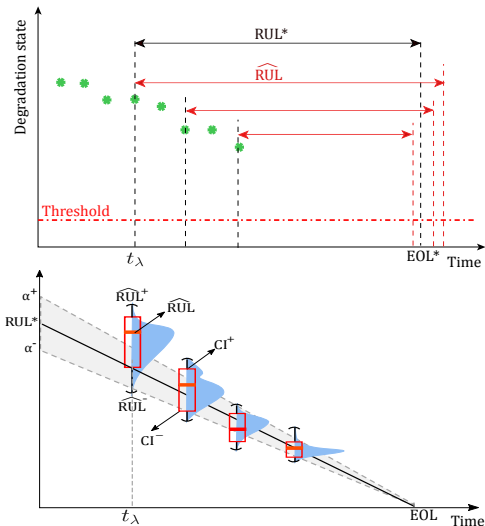 Degradation state
RUL*
R̂UL
Threshold
t_λ
EOL*
Time
α⁺
RUL*
α⁻
R̂UL⁺
R̂UL
CI⁺
R̂UL⁻
CI⁻
t_λ
EOL
Time